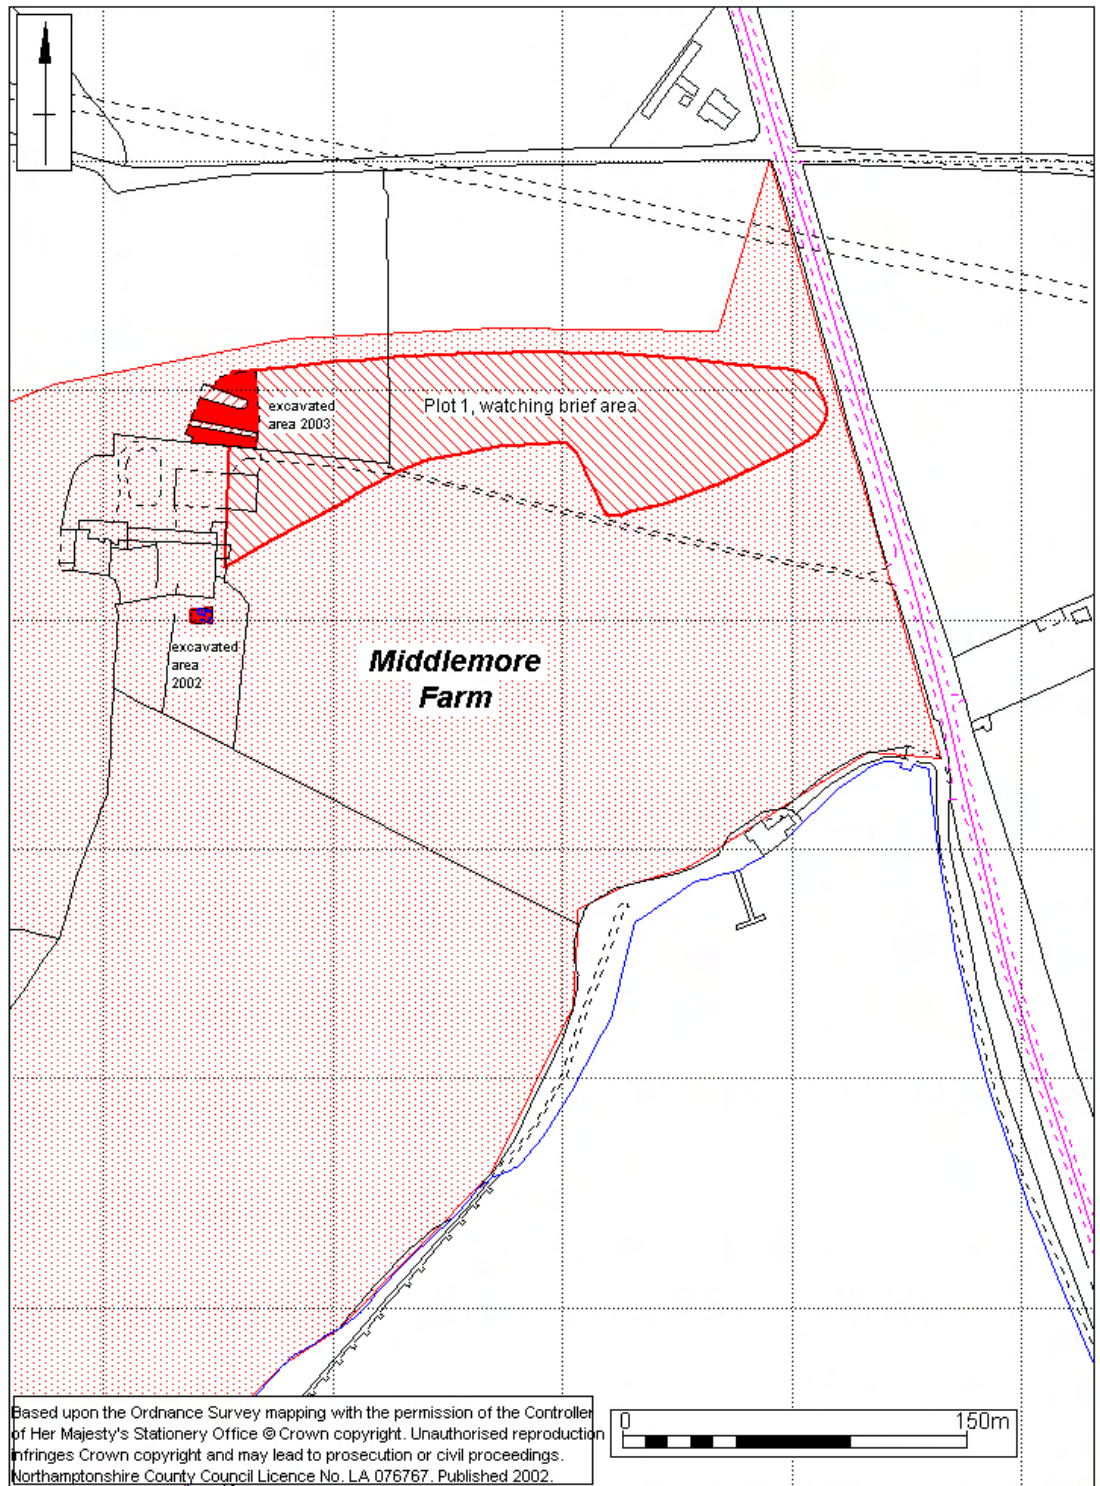 excavated
area 2003
Plot 1, watching brief area
excavated
area
2002
Middlemore
Farm
Based upon the Ordnance Survey mapping with the permission of the Controller
of Her Majesty's Stationery Office © Crown copyright. Unauthorised reproduction
infringes Crown copyright and may lead to prosecution or civil proceedings.
Northamptonshire County Council Licence No. LA 076767. Published 2002.
0 150m